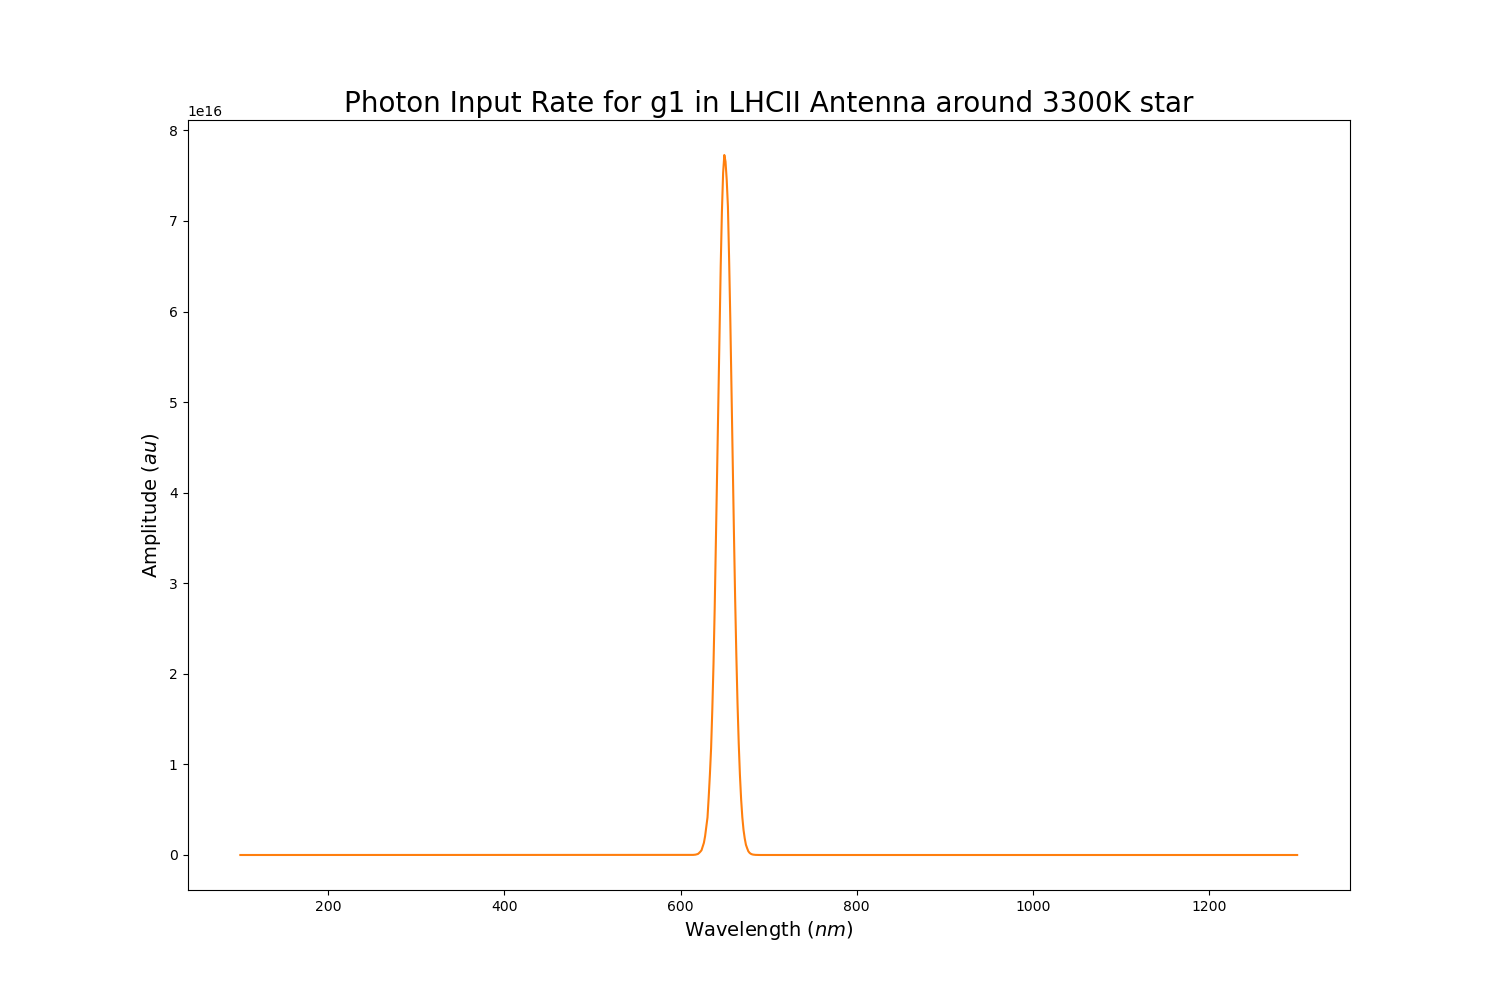 Photon Input Rate for g1 in LHCII Antenna around 3300K star
1e16
8
7
6
5
4
3
2
1
0
Amplitude (au)
200 400 600 800 1000 1200
Wavelength (nm)